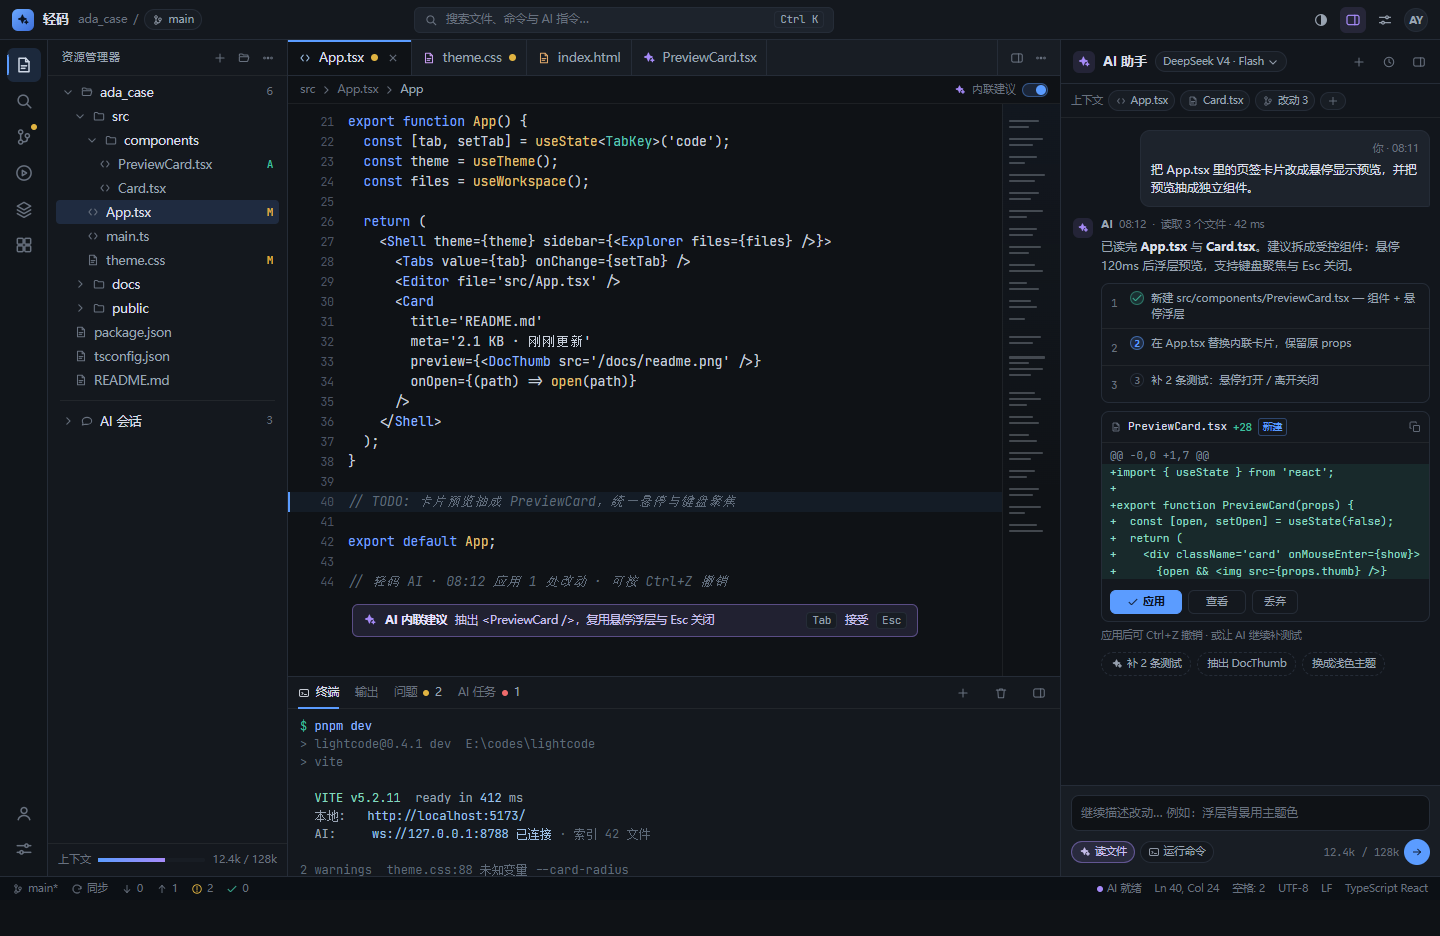 轻码 ada_case / main
搜索文件、命令与 AI 指令... Ctrl K
AY
资源管理器
ada_case 6
src
components
PreviewCard.tsx A
Card.tsx
App.tsx M
main.ts
theme.css M
docs
public
package.json
tsconfig.json
README.md
AI 会话 3
上下文 12.4k / 128k
App.tsx
theme.css
index.html
PreviewCard.tsx
src > App.tsx > App
内联建议
21 export function App() {
22 const [tab, setTab] = useState<TabKey>('code');
23 const theme = useTheme();
24 const files = useWorkspace();
25
26 return (
27 <Shell theme={theme} sidebar={<Explorer files={files} />}>
28 <Tabs value={tab} onChange={setTab} />
29 <Editor file='src/App.tsx' />
30 <Card
31 title='README.md'
32 meta='2.1 KB · 刚刚更新'
33 preview={<DocThumb src='/docs/readme.png' />}
34 onOpen={(path) => open(path)}
35 />
36 </Shell>
37 );
38 }
39
40 // TODO: 卡片预览抽成 PreviewCard，统一悬停与键盘聚焦
41
42 export default App;
43
44 // 轻码 AI · 08:12 应用 1 处改动 · 可按 Ctrl+Z 撤销
AI 内联建议 抽出 <PreviewCard />，复用悬停浮层与 Esc 关闭 Tab 接受 Esc
终端 输出 问题 2 AI 任务 1
$ pnpm dev
> lightcode@0.4.1 dev E:\codes\lightcode
> vite
VITE v5.2.11 ready in 412 ms
本地: http://localhost:5173/
AI: ws://127.0.0.1:8788 已连接 · 索引 42 文件
2 warnings theme.css:88 未知变量 --card-radius
AI 助手 DeepSeek V4 · Flash
上下文 App.tsx Card.tsx 改动 3
你 · 08:11
把 App.tsx 里的页签卡片改成悬停显示预览，并把
预览抽成独立组件。
AI 08:12 · 读取 3 个文件 · 42 ms
已读完 App.tsx 与 Card.tsx。建议拆成受控组件：悬停
120ms 后浮层预览，支持键盘聚焦与 Esc 关闭。
1 新建 src/components/PreviewCard.tsx — 组件 + 悬
停浮层
2 2 在 App.tsx 替换内联卡片，保留原 props
3 3 补 2 条测试：悬停打开 / 离开关闭
PreviewCard.tsx +28 新建
@@ -0,0 +1,7 @@
+import { useState } from 'react';
+
+export function PreviewCard(props) {
+ const [open, setOpen] = useState(false);
+ return (
+ <div className='card' onMouseEnter={show}>
+ {open && <img src={props.thumb} />}
应用 查看 丢弃
应用后可 Ctrl+Z 撤销 · 或让 AI 继续补测试
补 2 条测试 抽出 DocThumb 换成浅色主题
继续描述改动... 例如：浮层背景用主题色
读文件 运行命令 12.4k / 128k
main* 同步 ↓ 0 ↑ 1 2 0
AI 就绪 Ln 40, Col 24 空格: 2 UTF-8 LF TypeScript React